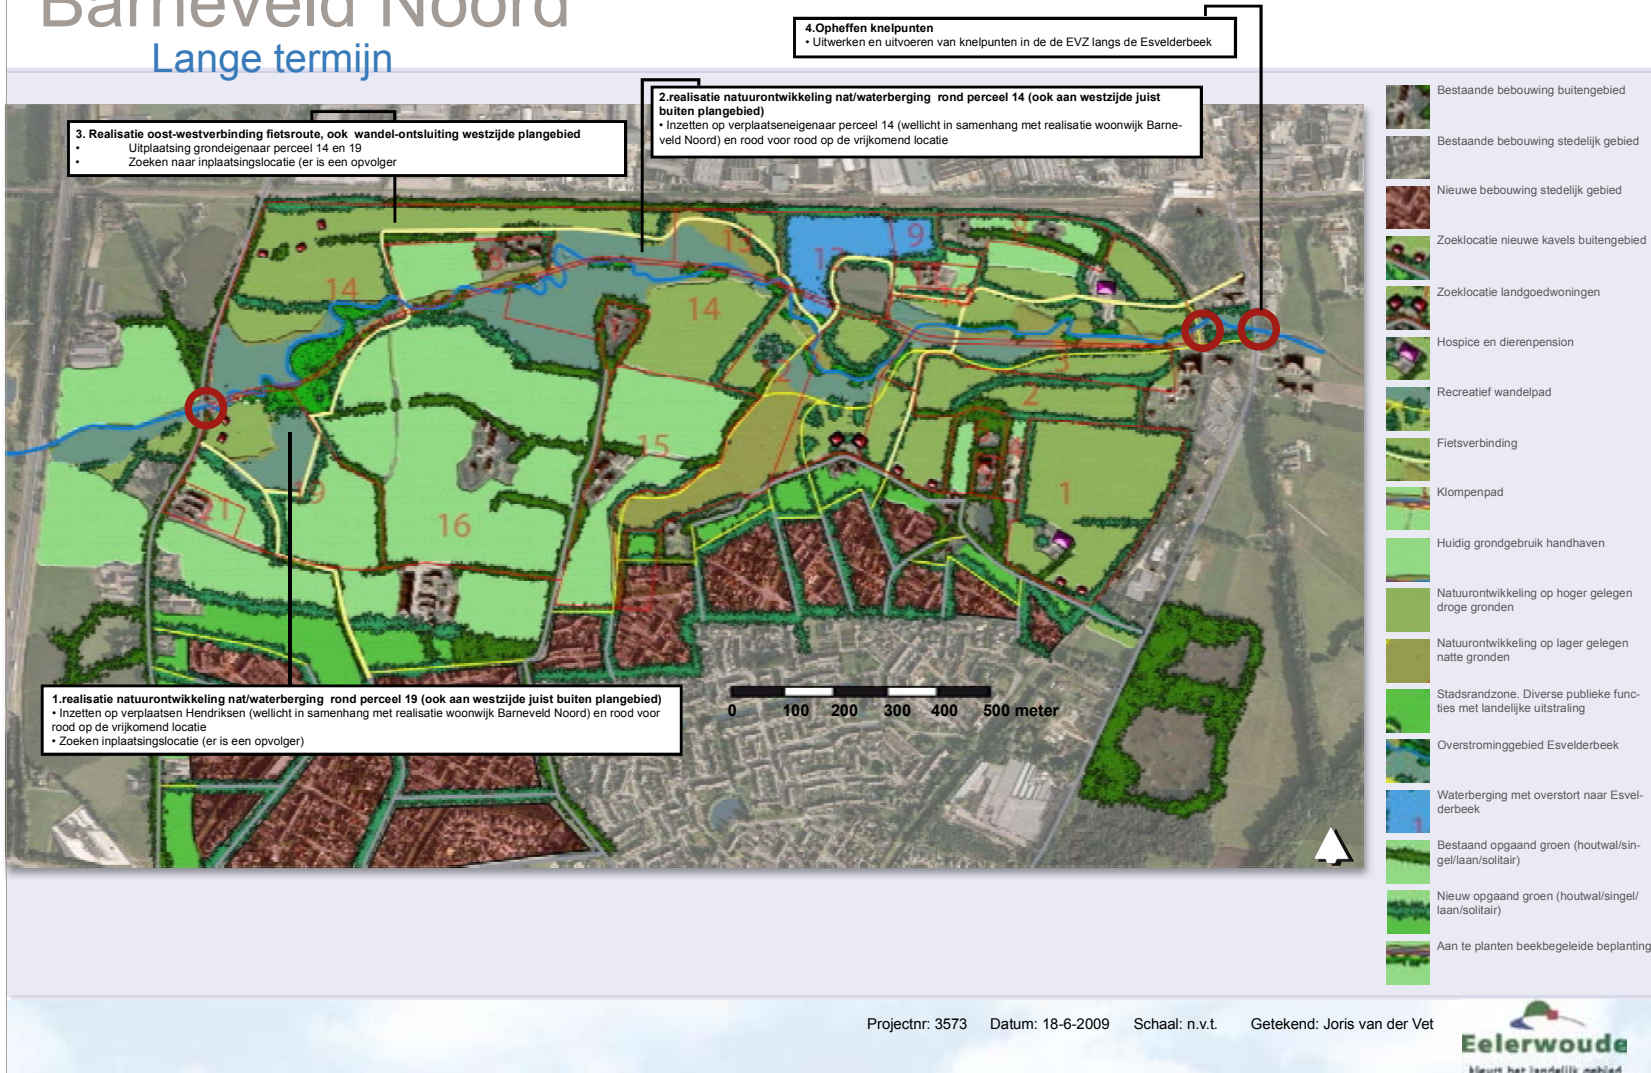 Barneveld Noord
Lange termijn
4.Opheffen knelpunten
• Uitwerken en uitvoeren van knelpunten in de de EVZ langs de Esvelderbeek
2.realisatie natuurontwikkeling nat/waterberging rond perceel 14 (ook aan westzijde juist
buiten plangebied)
• Inzetten op verplaatseneigenaar perceel 14 (wellicht in samenhang met realisatie woonwijk Barne-
veld Noord) en rood voor rood op de vrijkomend locatie
3. Realisatie oost-westverbinding fietsroute, ook wandel-ontsluiting westzijde plangebied
• Uitplaatsing grondeigenaar perceel 14 en 19
• Zoeken naar inplaatsingslocatie (er is een opvolger
9
13
12
14
14
3
2
15
1
19
21
16
1.realisatie natuurontwikkeling nat/waterberging rond perceel 19 (ook aan westzijde juist buiten plangebied)
• Inzetten op verplaatsen Hendriksen (wellicht in samenhang met realisatie woonwijk Barneveld Noord) en rood voor
rood op de vrijkomend locatie
• Zoeken inplaatsingslocatie (er is een opvolger)
0 100 200 300 400 500 meter
Bestaande bebouwing buitengebied
Bestaande bebouwing stedelijk gebied
Nieuwe bebouwing stedelijk gebied
Zoeklocatie nieuwe kavels buitengebied
Zoeklocatie landgoedwoningen
Hospice en dierenpension
Recreatief wandelpad
Fietsverbinding
Klompenpad
Huidig grondgebruik handhaven
Natuurontwikkeling op hoger gelegen
droge gronden
Natuurontwikkeling op lager gelegen
natte gronden
Stadsrandzone. Diverse publieke func-
ties met landelijke uitstraling
Overstrominggebied Esvelderbeek
Waterberging met overstort naar Esvel-
derbeek
Bestaand opgaand groen (houtwal/sin-
gel/laan/solitair)
Nieuw opgaand groen (houtwal/singel/
laan/solitair)
Aan te planten beekbegeleide beplanting
Projectnr: 3573 Datum: 18-6-2009 Schaal: n.v.t. Getekend: Joris van der Vet
Eelerwoude
kleurt het landelijk gebied